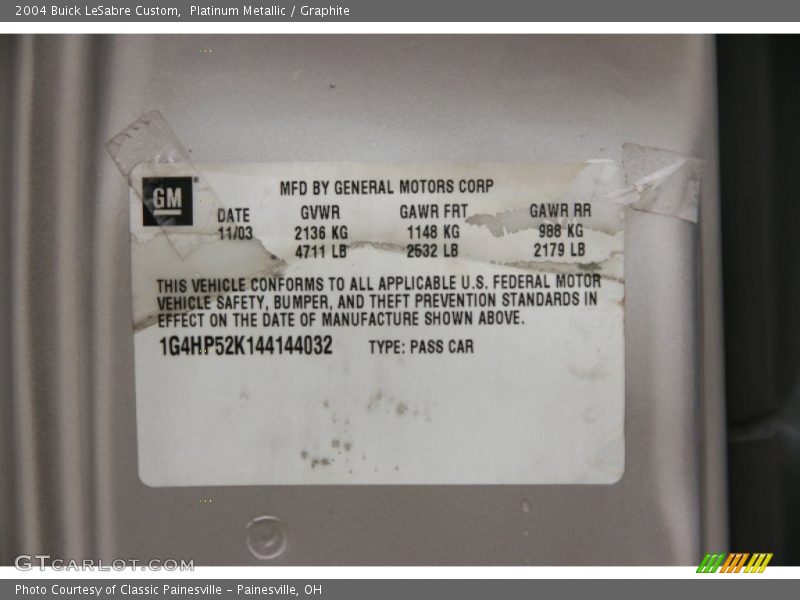 2004 Buick LeSabre Custom,  Platinum Metallic / Graphite
GM
MFD BY GENERAL MOTORS CORP
DATE GVWR GAWR FRT GAWR RR
11/03 2136 KG 1148 KG 988 KG
4711 LB 2532 LB 2179 LB
THIS VEHICLE CONFORMS TO ALL APPLICABLE U.S. FEDERAL MOTOR
VEHICLE SAFETY, BUMPER, AND THEFT PREVENTION STANDARDS IN
EFFECT ON THE DATE OF MANUFACTURE SHOWN ABOVE.
1G4HP52K144144032 TYPE: PASS CAR
GTCARLOT.COM
Photo Courtesy of Classic Painesville - Painesville, OH